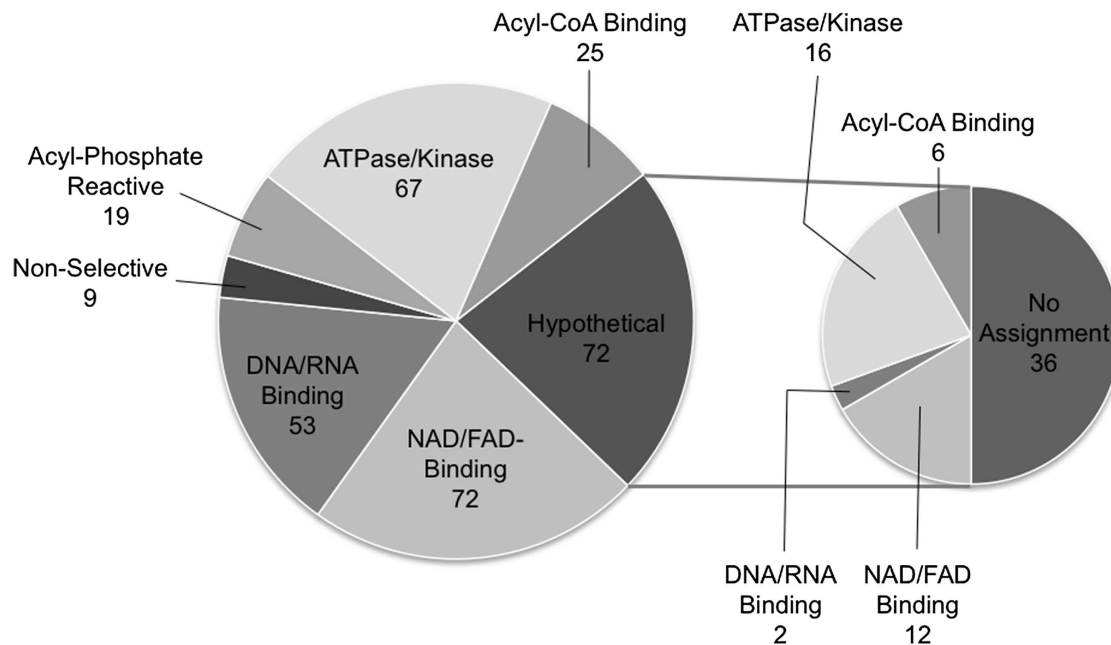 Acyl-CoA Binding
25
ATPase/Kinase
16
Acyl-CoA Binding
6
ATPase/Kinase
67
Acyl-Phosphate
Reactive
19
Non-Selective
9
Hypothetical
72
DNA/RNA
Binding
53
NAD/FAD-
Binding
72
No
Assignment
36
DNA/RNA
Binding
2
NAD/FAD
Binding
12